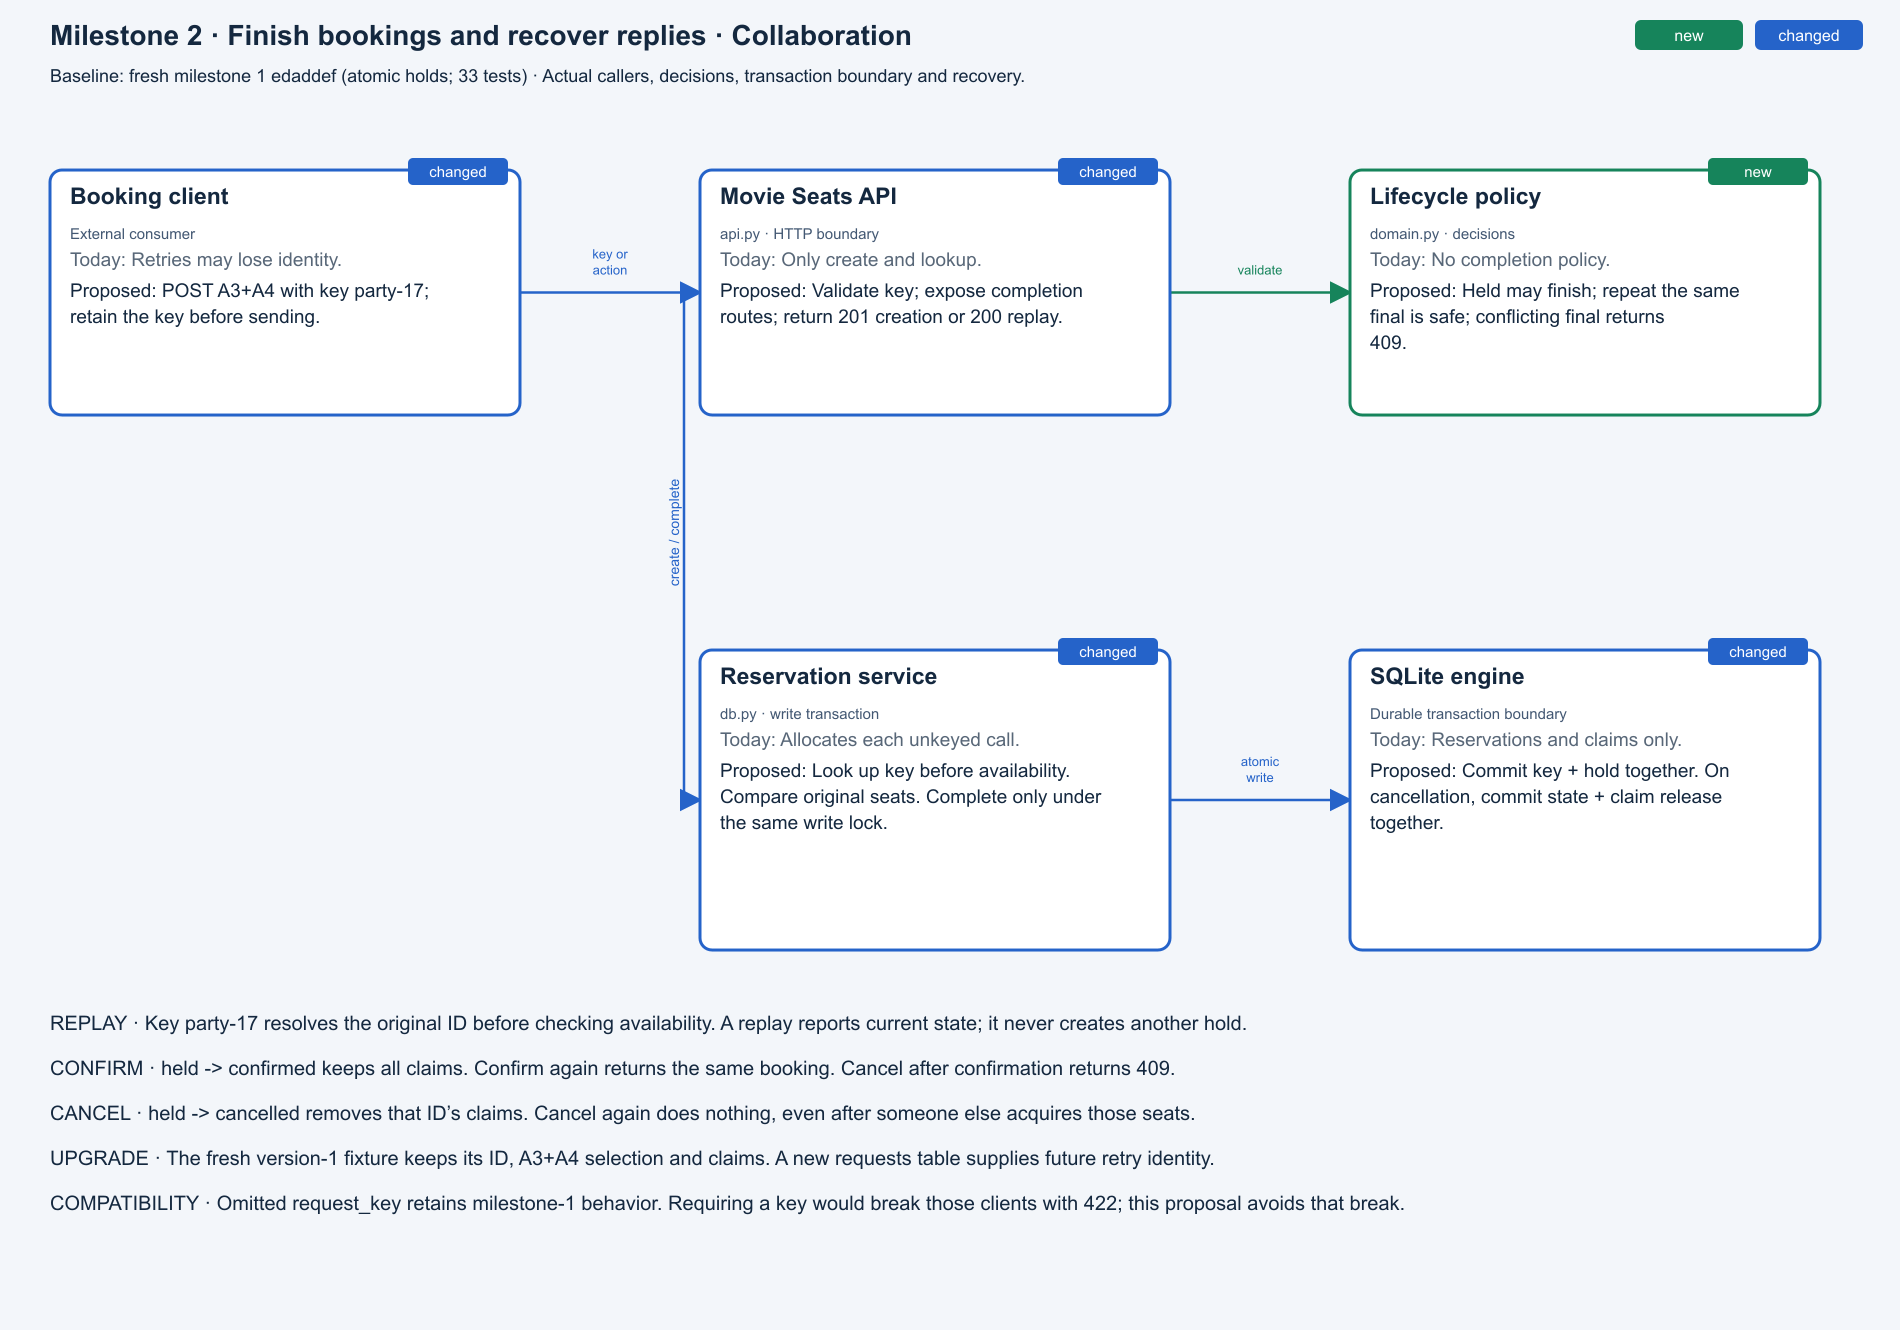 Milestone 2 · Finish bookings and recover replies · Collaboration
new
changed
Baseline: fresh milestone 1 edaddef (atomic holds; 33 tests) · Actual callers, decisions, transaction boundary and recovery.
changed
Booking client
External consumer
Today: Retries may lose identity.
Proposed: POST A3+A4 with key party-17;
retain the key before sending.
key or
action
changed
Movie Seats API
api.py · HTTP boundary
Today: Only create and lookup.
Proposed: Validate key; expose completion
routes; return 201 creation or 200 replay.
validate
new
Lifecycle policy
domain.py · decisions
Today: No completion policy.
Proposed: Held may finish; repeat the same
final is safe; conflicting final returns
409.
create / complete
changed
Reservation service
db.py · write transaction
Today: Allocates each unkeyed call.
Proposed: Look up key before availability.
Compare original seats. Complete only under
the same write lock.
atomic
write
changed
SQLite engine
Durable transaction boundary
Today: Reservations and claims only.
Proposed: Commit key + hold together. On
cancellation, commit state + claim release
together.
REPLAY · Key party-17 resolves the original ID before checking availability. A replay reports current state; it never creates another hold.
CONFIRM · held -> confirmed keeps all claims. Confirm again returns the same booking. Cancel after confirmation returns 409.
CANCEL · held -> cancelled removes that ID’s claims. Cancel again does nothing, even after someone else acquires those seats.
UPGRADE · The fresh version-1 fixture keeps its ID, A3+A4 selection and claims. A new requests table supplies future retry identity.
COMPATIBILITY · Omitted request_key retains milestone-1 behavior. Requiring a key would break those clients with 422; this proposal avoids that break.